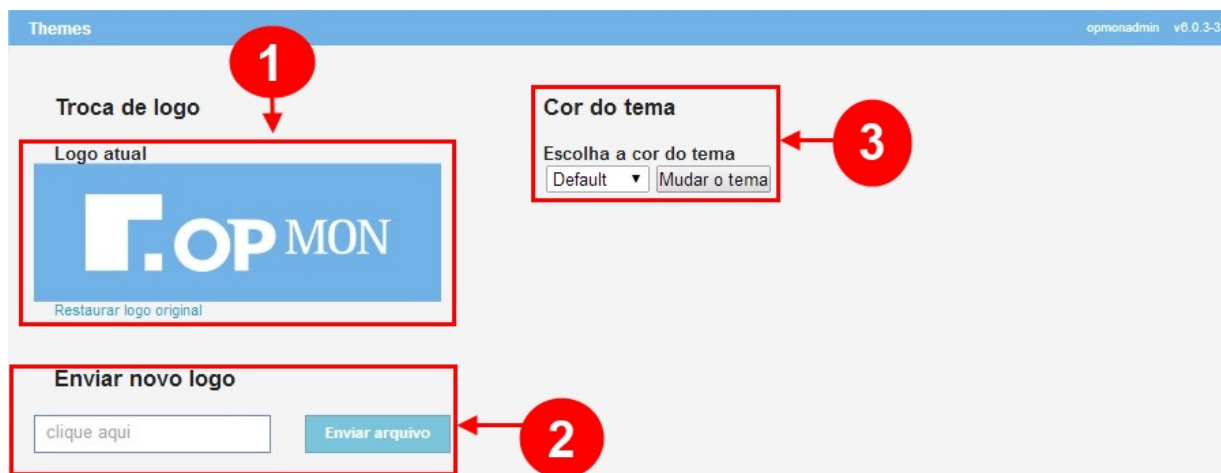 Themes
opmonadmin v6.0.3-3
1
Troca de logo
Logo atual
OP MON
Restaurar logo original
Enviar novo logo
clique aqui
Enviar arquivo
2
Cor do tema
Escolha a cor do tema
Default Mudar o tema
3